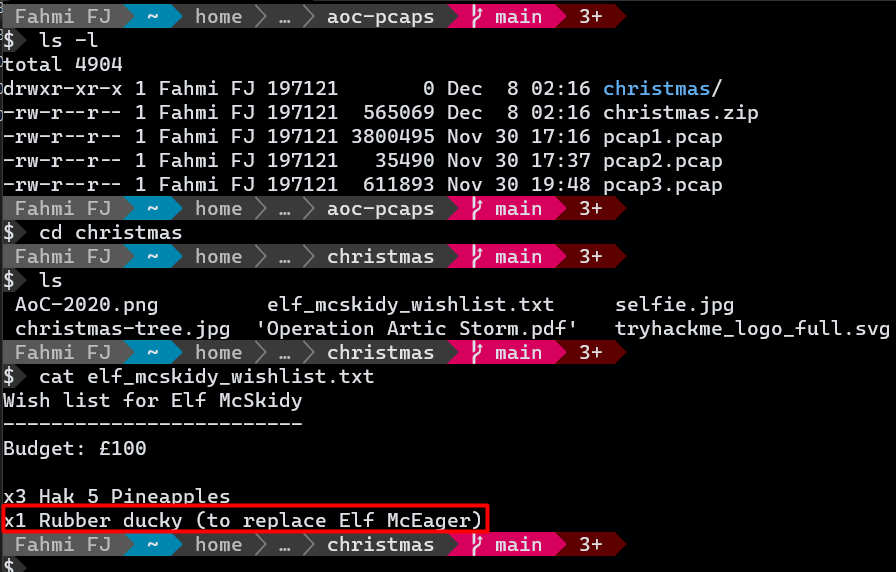 Fahmi FJ ~ home … aoc-pcaps main 3+
$ ls -l
total 4904
drwxr-xr-x 1 Fahmi FJ 197121 0 Dec 8 02:16 christmas/
-rw-r--r-- 1 Fahmi FJ 197121 565069 Dec 8 02:16 christmas.zip
-rw-r--r-- 1 Fahmi FJ 197121 3800495 Nov 30 17:16 pcap1.pcap
-rw-r--r-- 1 Fahmi FJ 197121 35490 Nov 30 17:37 pcap2.pcap
-rw-r--r-- 1 Fahmi FJ 197121 611893 Nov 30 19:48 pcap3.pcap
Fahmi FJ ~ home … aoc-pcaps main 3+
$ cd christmas
Fahmi FJ ~ home … christmas main 3+
$ ls
AoC-2020.png elf_mcskidy_wishlist.txt selfie.jpg
christmas-tree.jpg 'Operation Artic Storm.pdf' tryhackme_logo_full.svg
Fahmi FJ ~ home … christmas main 3+
$ cat elf_mcskidy_wishlist.txt
Wish list for Elf McSkidy
-------------------------
Budget: £100
x3 Hak 5 Pineapples
x1 Rubber ducky (to replace Elf McEager)
Fahmi FJ ~ home … christmas main 3+
$